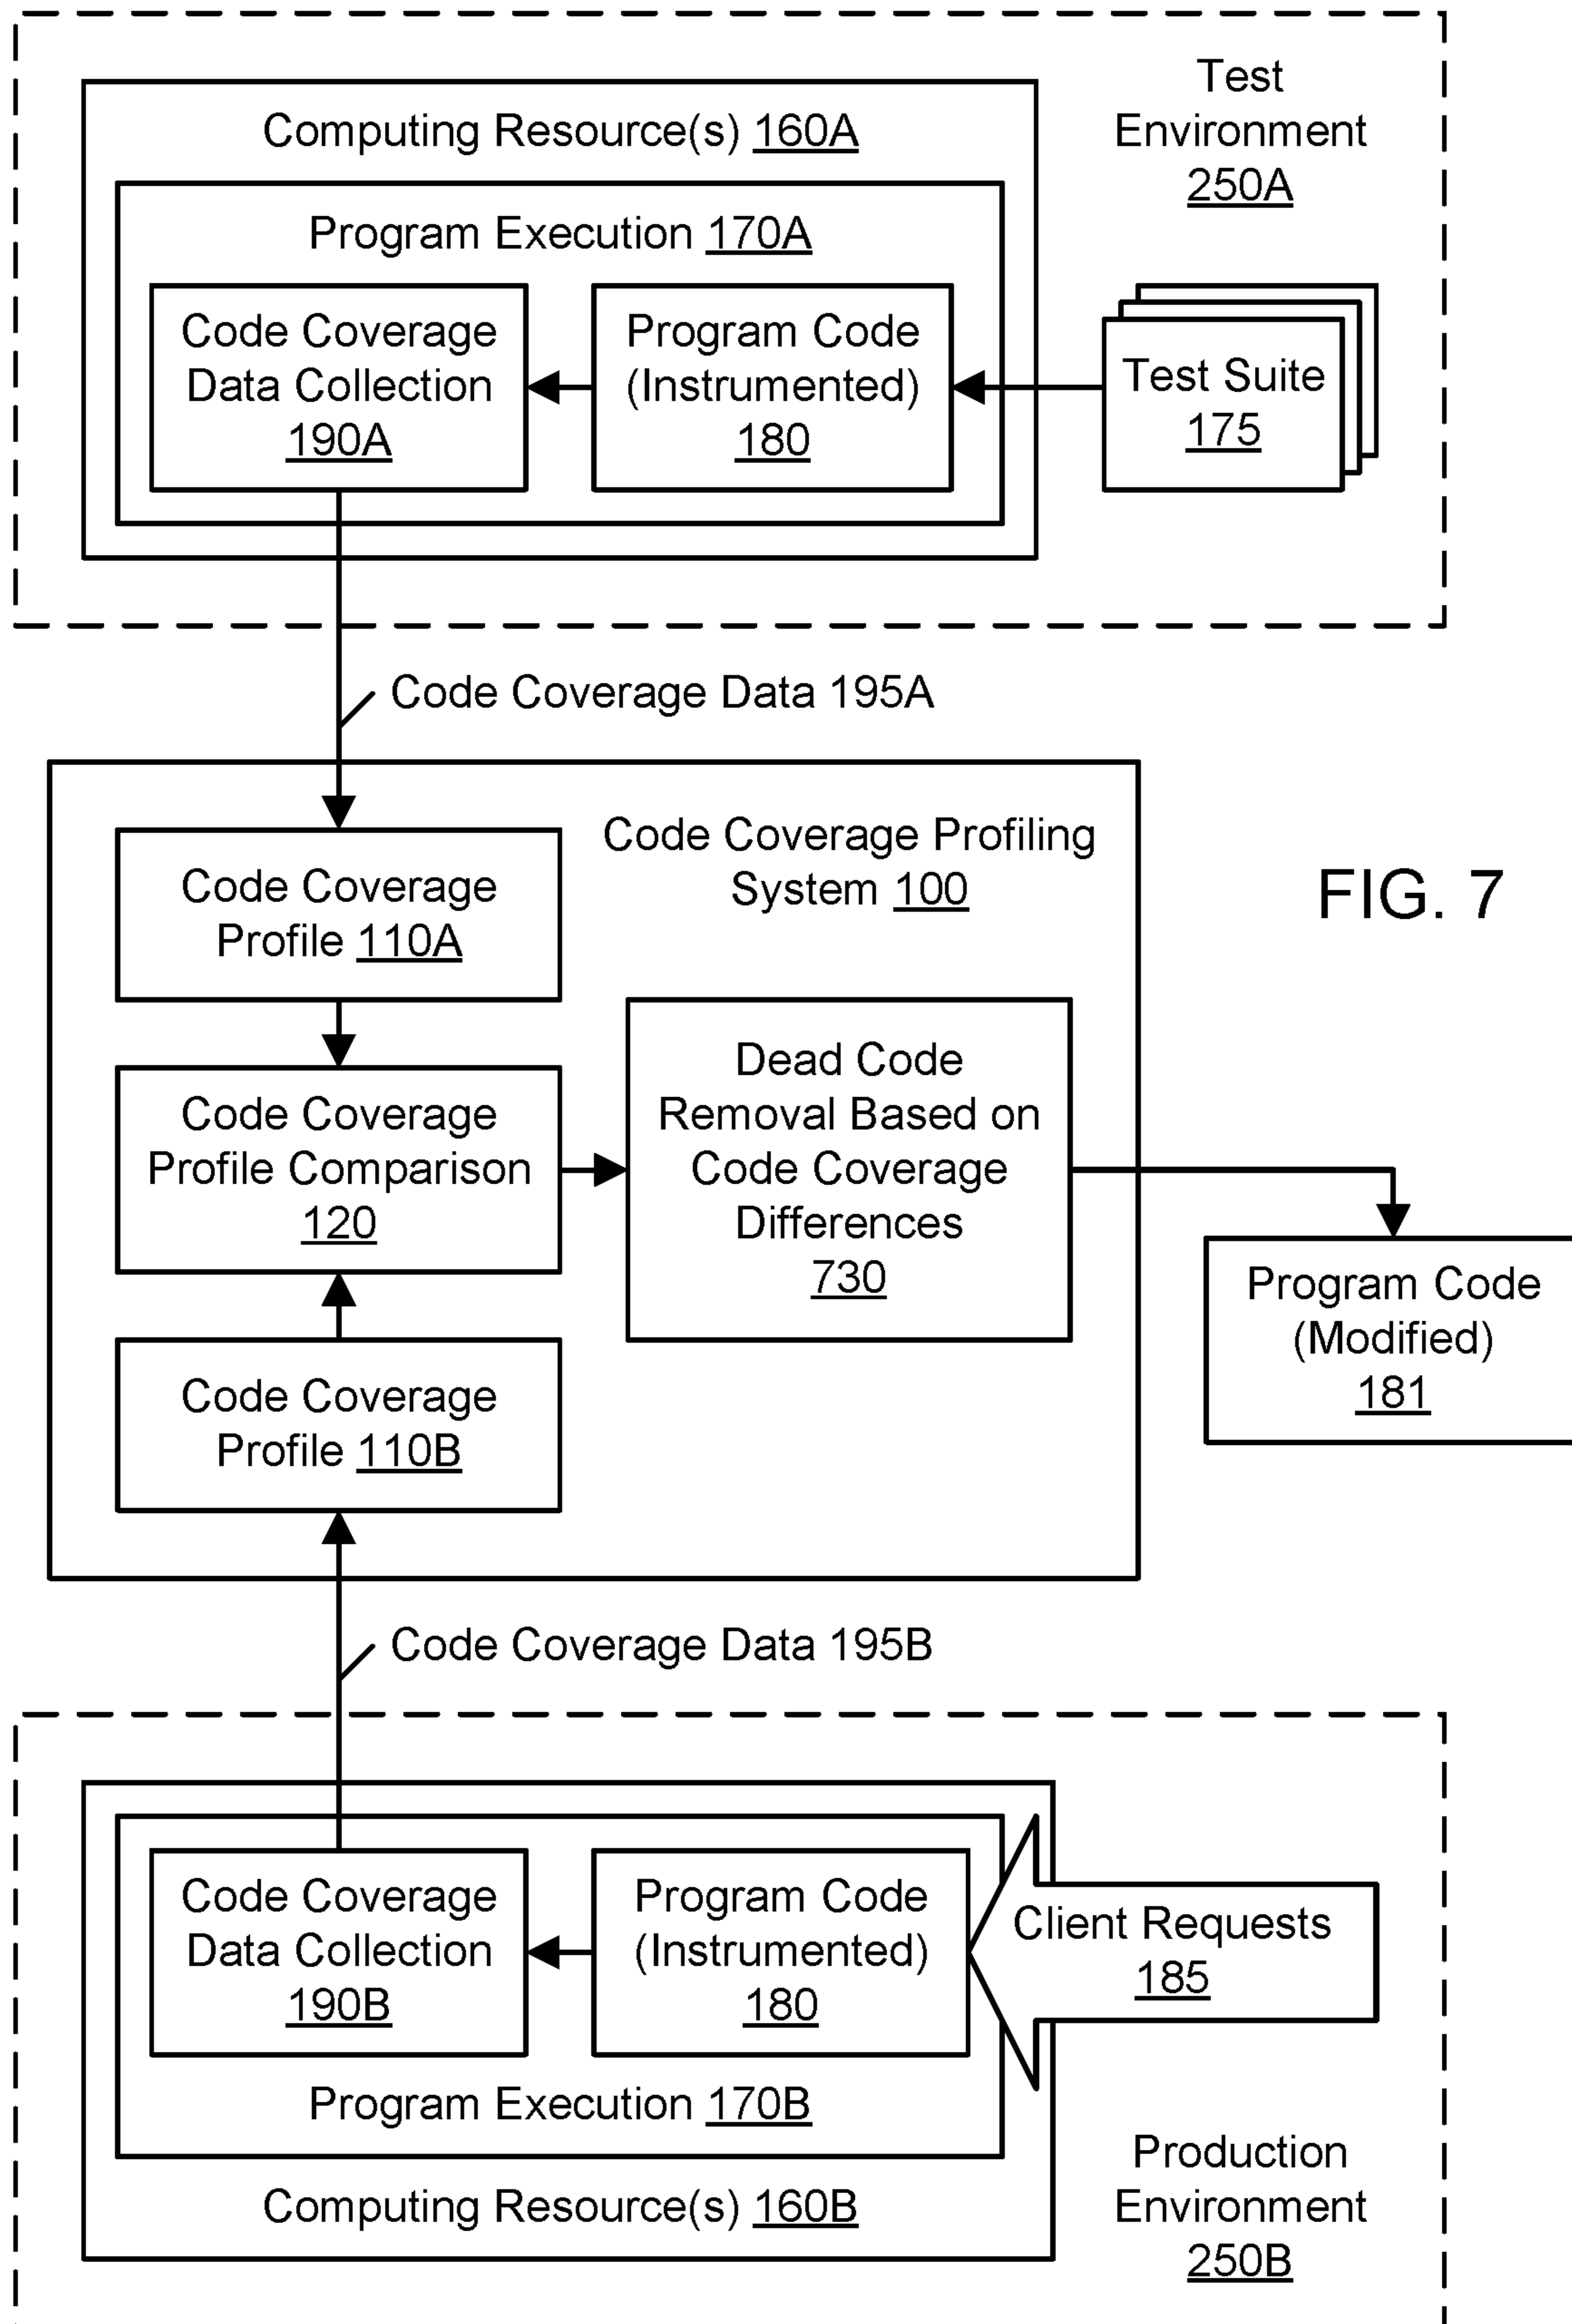 Test
Environment
250A
Computing Resource(s) 160A
Program Execution 170A
Code Coverage
Data Collection
190A
Program Code
(Instrumented)
180
Test Suite
175
Code Coverage Data 195A
Code Coverage Profiling
System 100
FIG. 7
Code Coverage
Profile 110A
Code Coverage
Profile Comparison
120
Dead Code
Removal Based on
Code Coverage
Differences
730
Program Code
(Modified)
181
Code Coverage
Profile 110B
Code Coverage Data 195B
Code Coverage
Data Collection
190B
Program Code
(Instrumented)
180
Client Requests
185
Program Execution 170B
Computing Resource(s) 160B
Production
Environment
250B